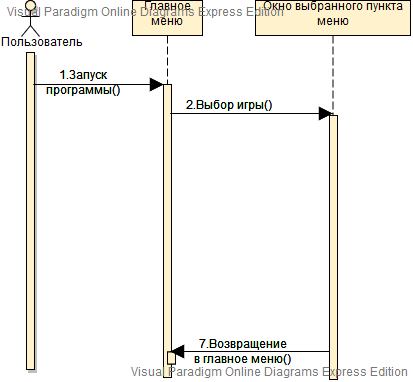 Visual Paradigm Online Diagrams Express Edition
Главное
меню
Окно выбранного пункта
меню
Пользователь
1.Запуск
программы()
2.Выбор игры()
7.Возвращение
в главное меню()
Visual Paradigm Online Diagrams Express Edition